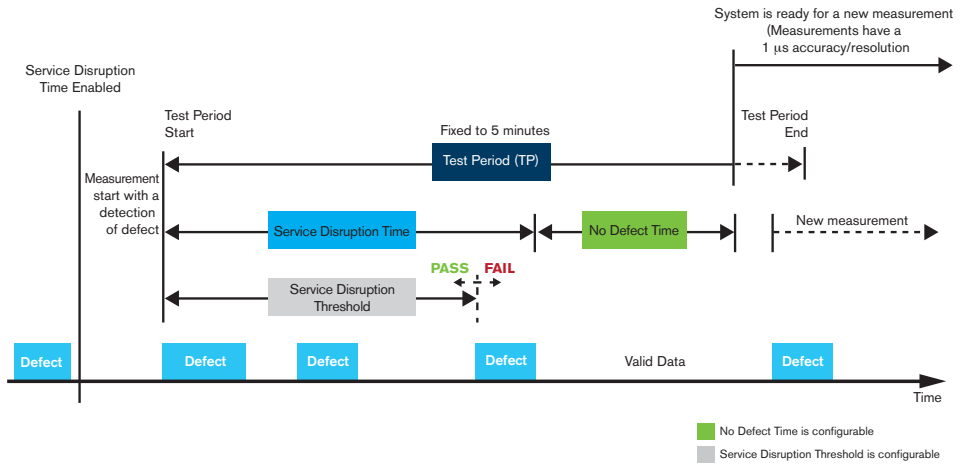 System is ready for a new measurement
(Measurements have a
1 µs accuracy/resolution
Service Disruption
Time Enabled
Test Period
Start
Fixed to 5 minutes
Test Period
End
Test Period (TP)
Measurement
start with a
detection
of defect
Service Disruption Time
No Defect Time
New measurement
PASS FAIL
Service Disruption
Threshold
Defect Defect Defect Defect Valid Data Defect
Time
No Defect Time is configurable
Service Disruption Threshold is configurable